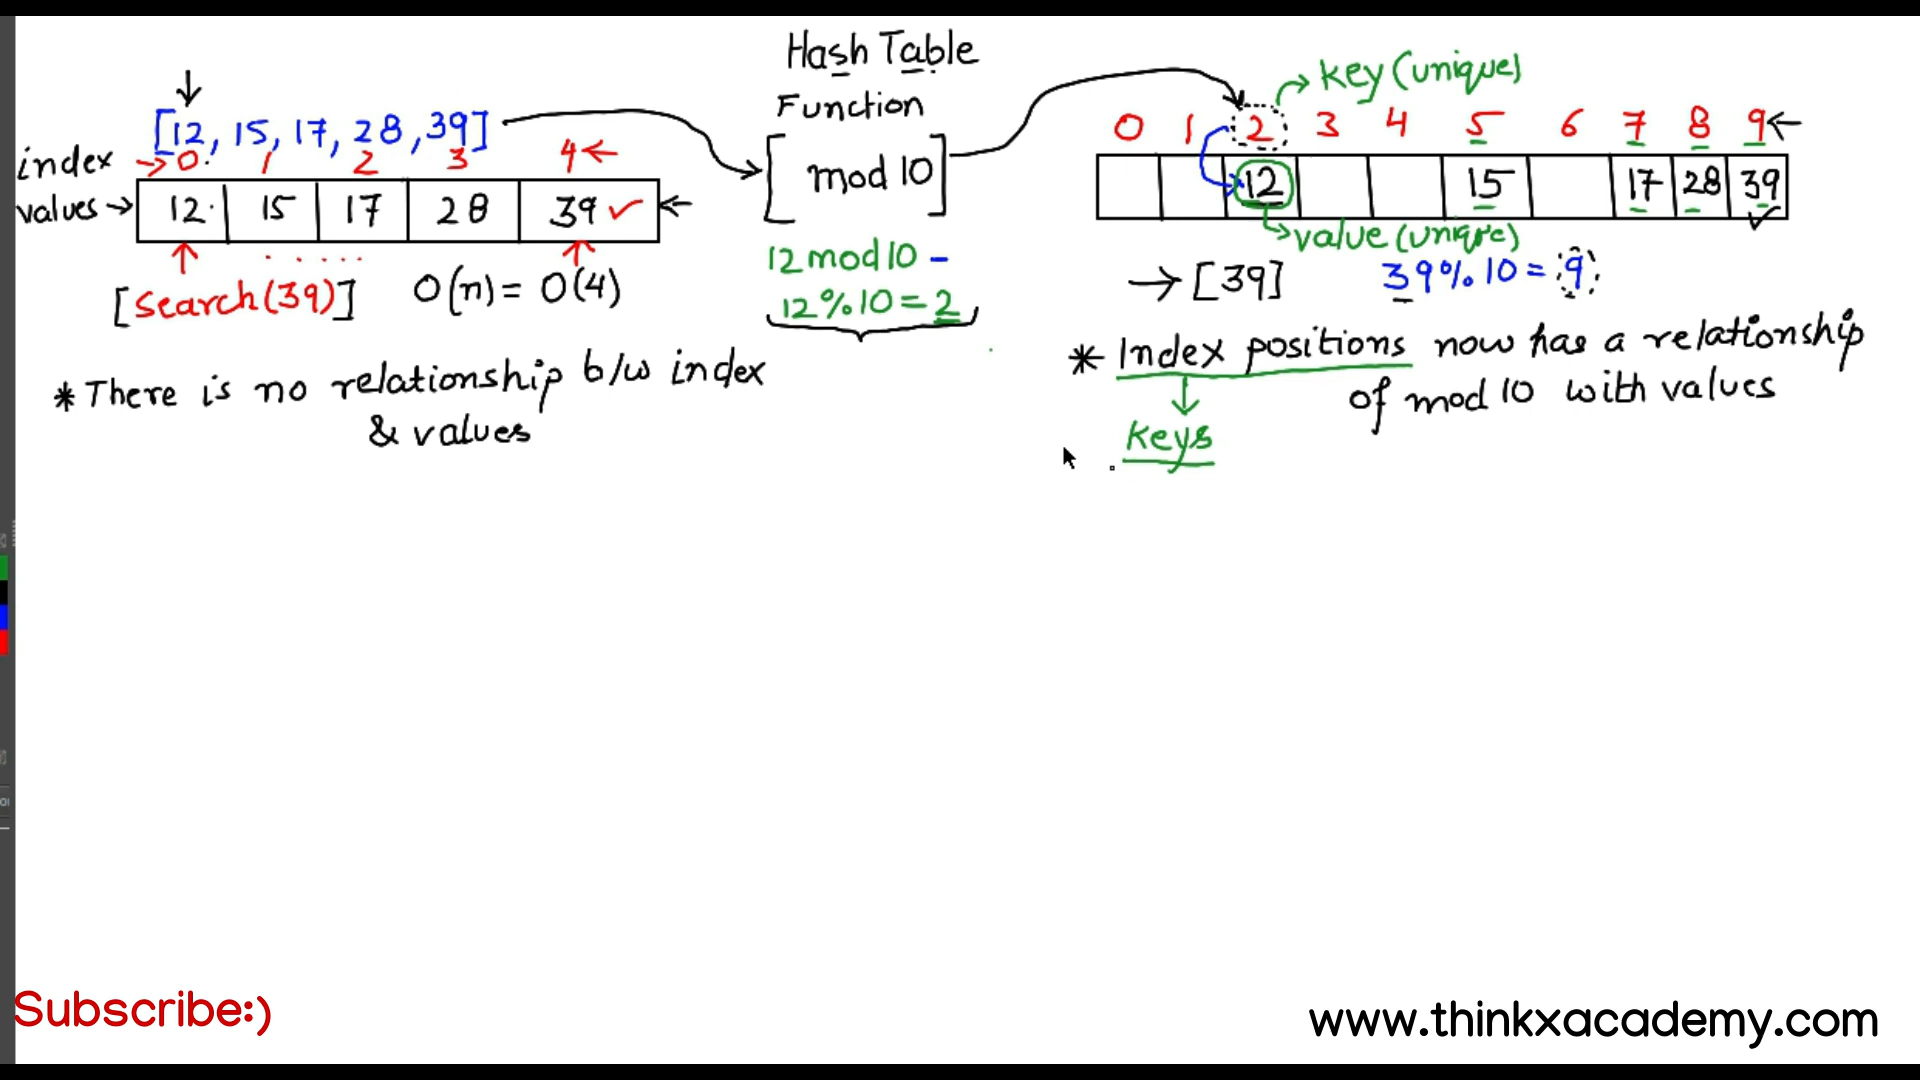 Hash Table
Function
[mod 10]
12 mod 10 -
12 % 10 = 2
[12, 15, 17, 28, 39]
index → 0 1 2 3 4 ←
values → 12 15 17 28 39 ✓ ←
[Search(39)] O(n) = O(4)
* There is no relationship b/w index
& values
→ key (unique)
0 1 2 3 4 5 6 7 8 9 ←
12 15 17 28 39 ✓
→ value (unique)
→ [39] 39 % 10 = 9
* Index positions now has a relationship
of mod 10 with values
keys
Subscribe:)
www.thinkxacademy.com